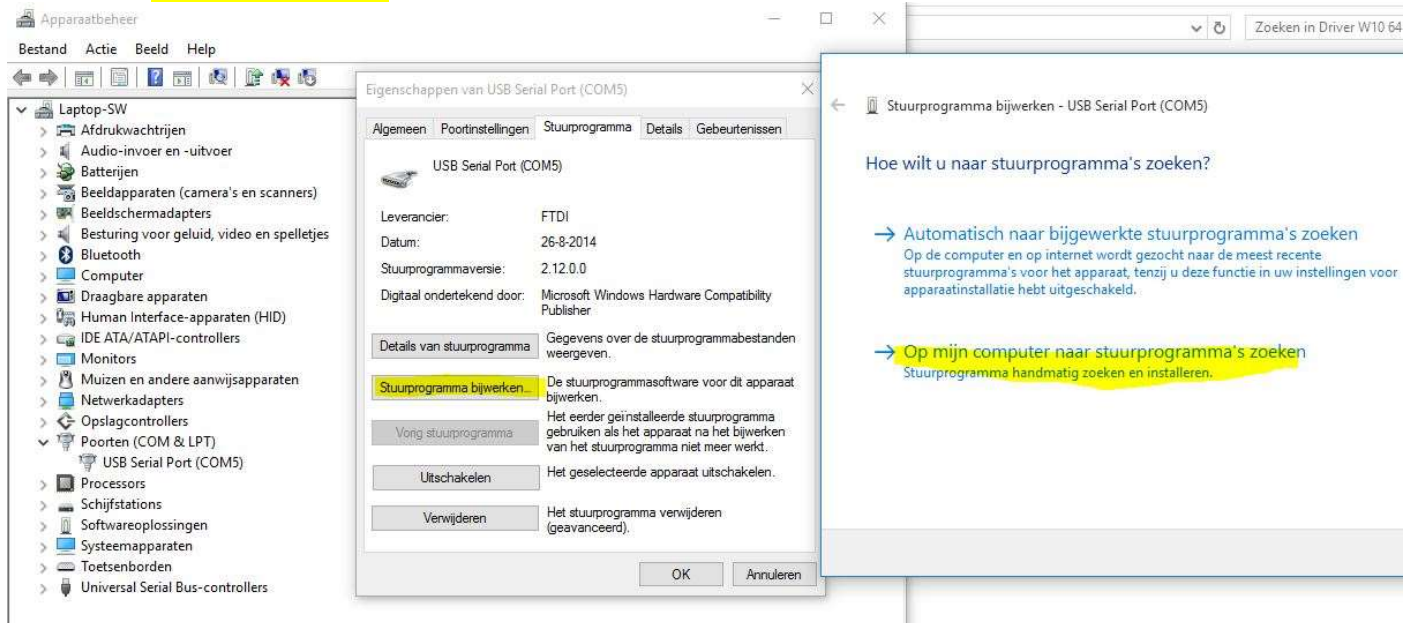 Apparaatbeheer
Bestand Actie Beeld Help
Laptop-SW
Afdrukwachtrijen
Audio-invoer en -uitvoer
Batterijen
Beeldapparaten (camera's en scanners)
Beeldschermadapters
Besturing voor geluid, video en spelletjes
Bluetooth
Computer
Draagbare apparaten
Human Interface-apparaten (HID)
IDE ATA/ATAPI-controllers
Monitors
Muizen en andere aanwijsapparaten
Netwerkadapters
Opslagcontrollers
Poorten (COM & LPT)
USB Serial Port (COM5)
Processors
Schijfstations
Softwareoplossingen
Systeemapparaten
Toetsenborden
Universal Serial Bus-controllers
Eigenschappen van USB Serial Port (COM5)
Algemeen Poortinstellingen Stuurprogramma Details Gebeurtenissen
USB Serial Port (COM5)
Leverancier: FTDI
Datum: 26-8-2014
Stuurprogrammaversie: 2.12.0.0
Digitaal ondertekend door: Microsoft Windows Hardware Compatibility
Publisher
Details van stuurprogramma
Gegevens over de stuurprogrammabestanden
weergeven.
Stuurprogramma bijwerken...
De stuurprogrammasoftware voor dit apparaat
bijwerken.
Vorig stuurprogramma
Het eerder geïnstalleerde stuurprogramma
gebruiken als het apparaat na het bijwerken
van het stuurprogramma niet meer werkt.
Uitschakelen
Het geselecteerde apparaat uitschakelen.
Verwijderen
Het stuurprogramma verwijderen
(geavanceerd).
OK Annuleren
Zoeken in Driver W10 64
Stuurprogramma bijwerken - USB Serial Port (COM5)
Hoe wilt u naar stuurprogramma's zoeken?
Automatisch naar bijgewerkte stuurprogramma's zoeken
Op de computer en op internet wordt gezocht naar de meest recente
stuurprogramma's voor het apparaat, tenzij u deze functie in uw instellingen voor
apparaatinstallatie hebt uitgeschakeld.
Op mijn computer naar stuurprogramma's zoeken
Stuurprogramma handmatig zoeken en installeren.